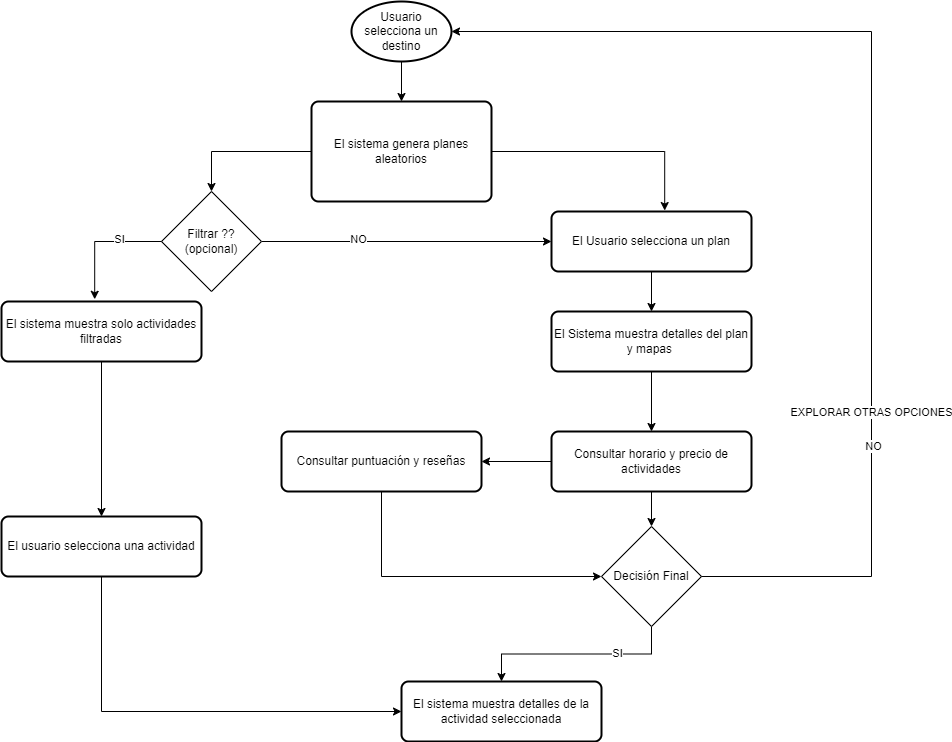 Usuario
selecciona un
destino
El sistema genera planes
aleatorios
Filtrar ??
(opcional)
SI
NO
El Usuario selecciona un plan
El sistema muestra solo actividades
filtradas
El Sistema muestra detalles del plan
y mapas
EXPLORAR OTRAS OPCIONES
NO
Consultar puntuación y reseñas
Consultar horario y precio de
actividades
El usuario selecciona una actividad
Decisión Final
SI
El sistema muestra detalles de la
actividad seleccionada